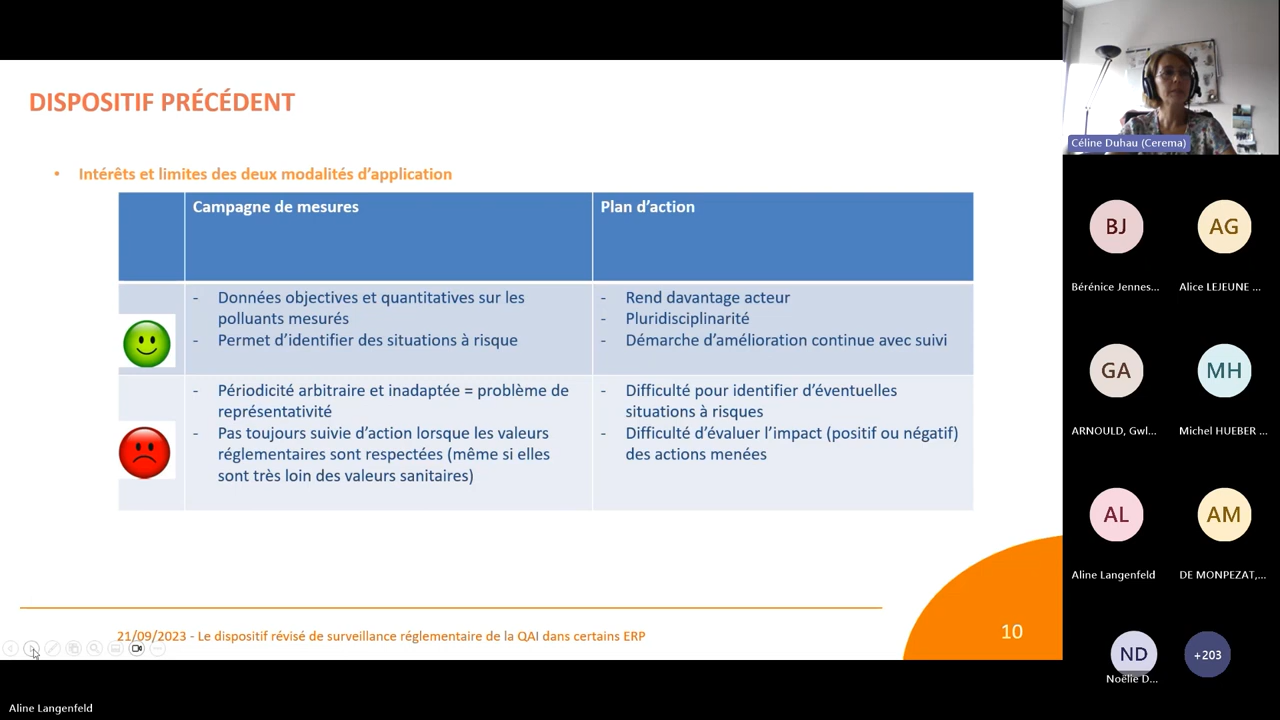 DISPOSITIF PRÉCÉDENT
• Intérêts et limites des deux modalités d’application
Campagne de mesures
Plan d’action
- Données objectives et quantitatives sur les
polluants mesurés
- Permet d’identifier des situations à risque
- Rend davantage acteur
- Pluridisciplinarité
- Démarche d’amélioration continue avec suivi
- Périodicité arbitraire et inadaptée = problème de
représentativité
- Pas toujours suivie d’action lorsque les valeurs
réglementaires sont respectées (même si elles
sont très loin des valeurs sanitaires)
- Difficulté pour identifier d’éventuelles
situations à risques
- Difficulté d’évaluer l’impact (positif ou négatif)
des actions menées
21/09/2023 - Le dispositif révisé de surveillance réglementaire de la QAI dans certains ERP
10
Céline Duhau (Cerema)
BJ
Bérénice Jennes...
AG
Alice LEJEUNE ...
GA
ARNOULD, Gwl...
MH
Michel HUEBER ...
AL
Aline Langenfeld
AM
DE MONPEZAT,...
ND
Noëlie D...
+203
Aline Langenfeld